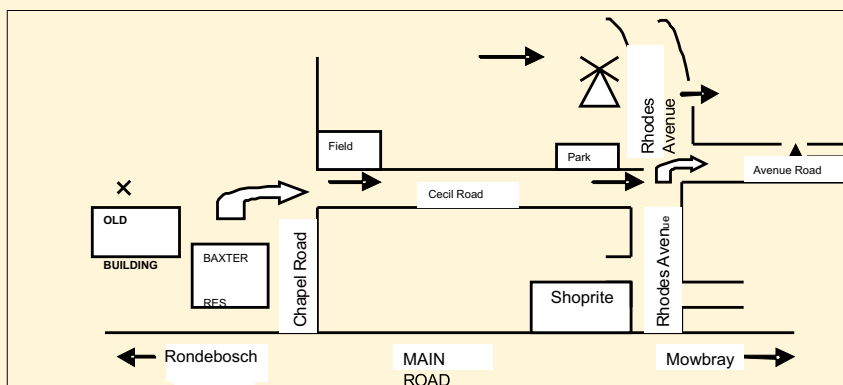 Rhodes
Avenue
Field
Park
Avenue Road
Cecil Road
OLD
BUILDING
BAXTER
RES
Chapel Road
Rhodes Avenue
Shoprite
Rondebosch
MAIN
ROAD
Mowbray